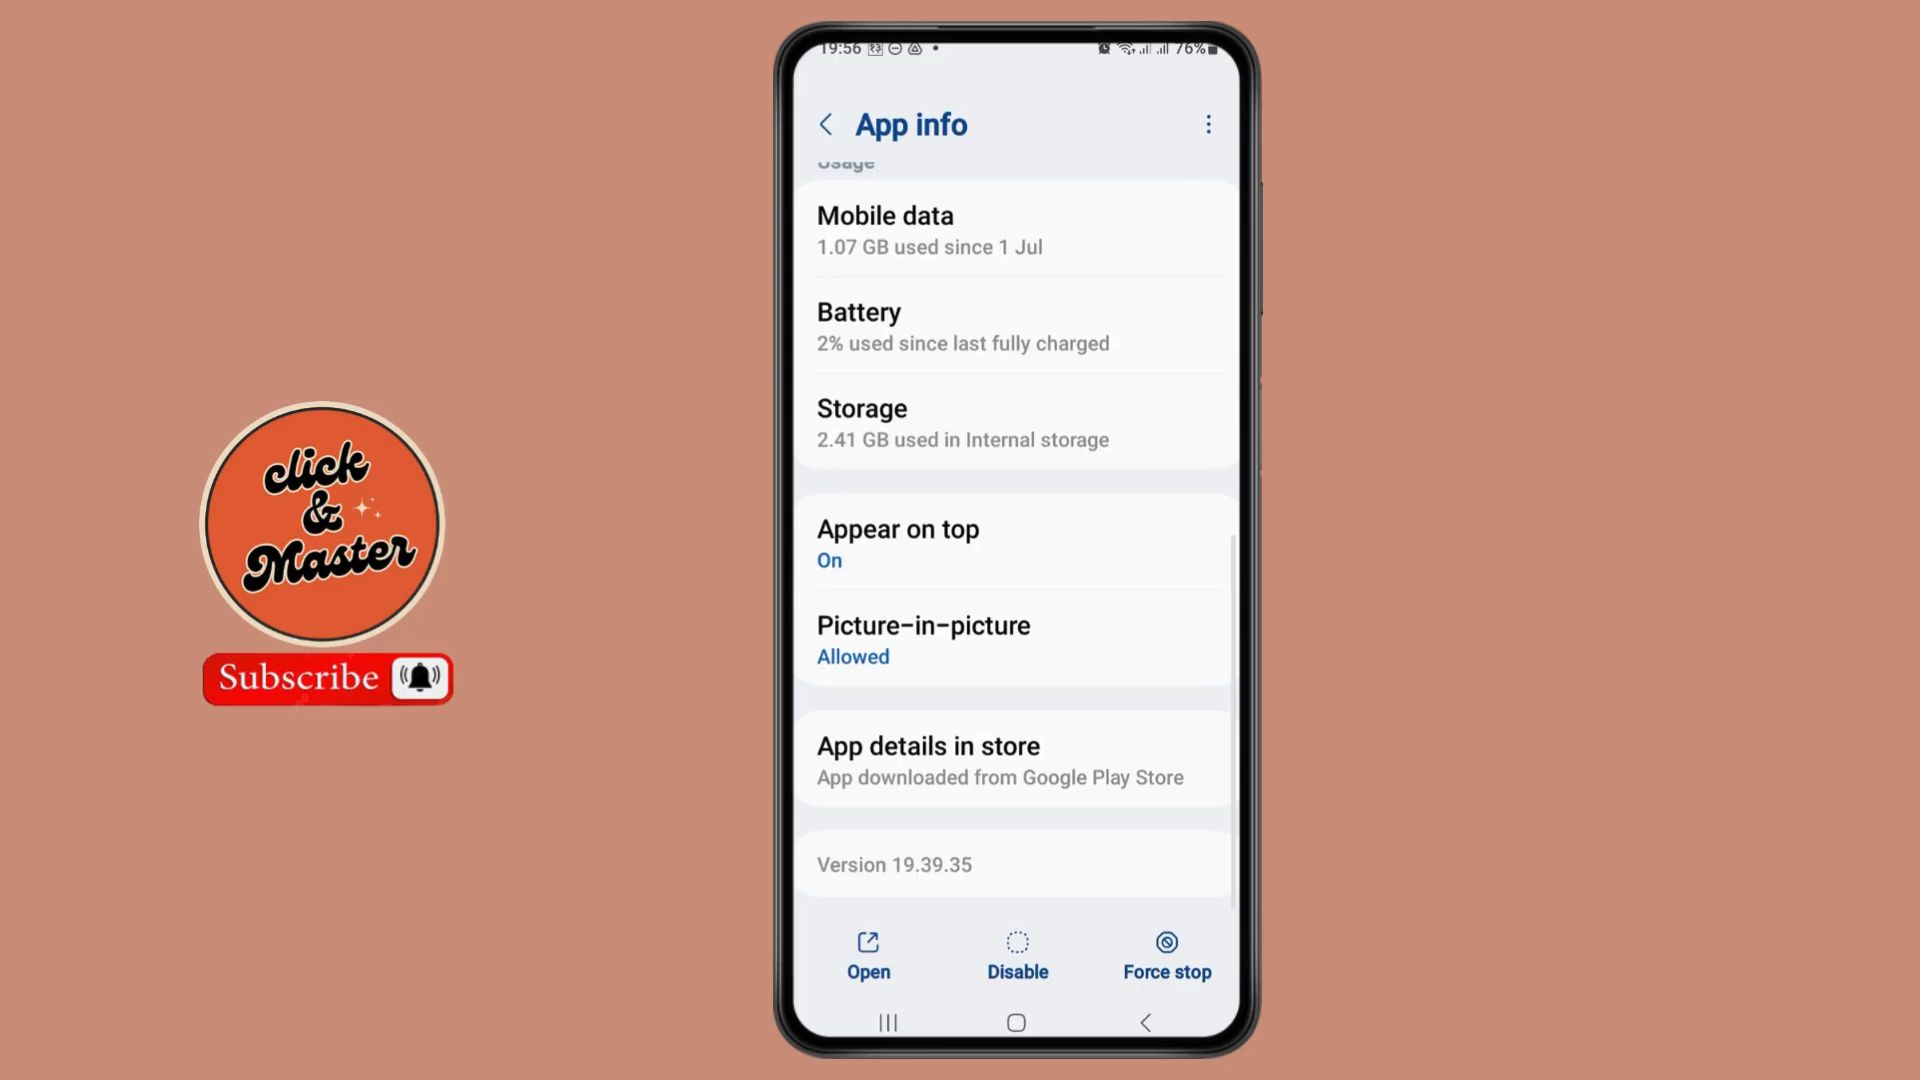 19:56
76%
App info
Usage
Mobile data
1.07 GB used since 1 Jul
Battery
2% used since last fully charged
Storage
2.41 GB used in Internal storage
Appear on top
On
Picture-in-picture
Allowed
App details in store
App downloaded from Google Play Store
Version 19.39.35
Open
Disable
Force stop
click
&
Master
Subscribe